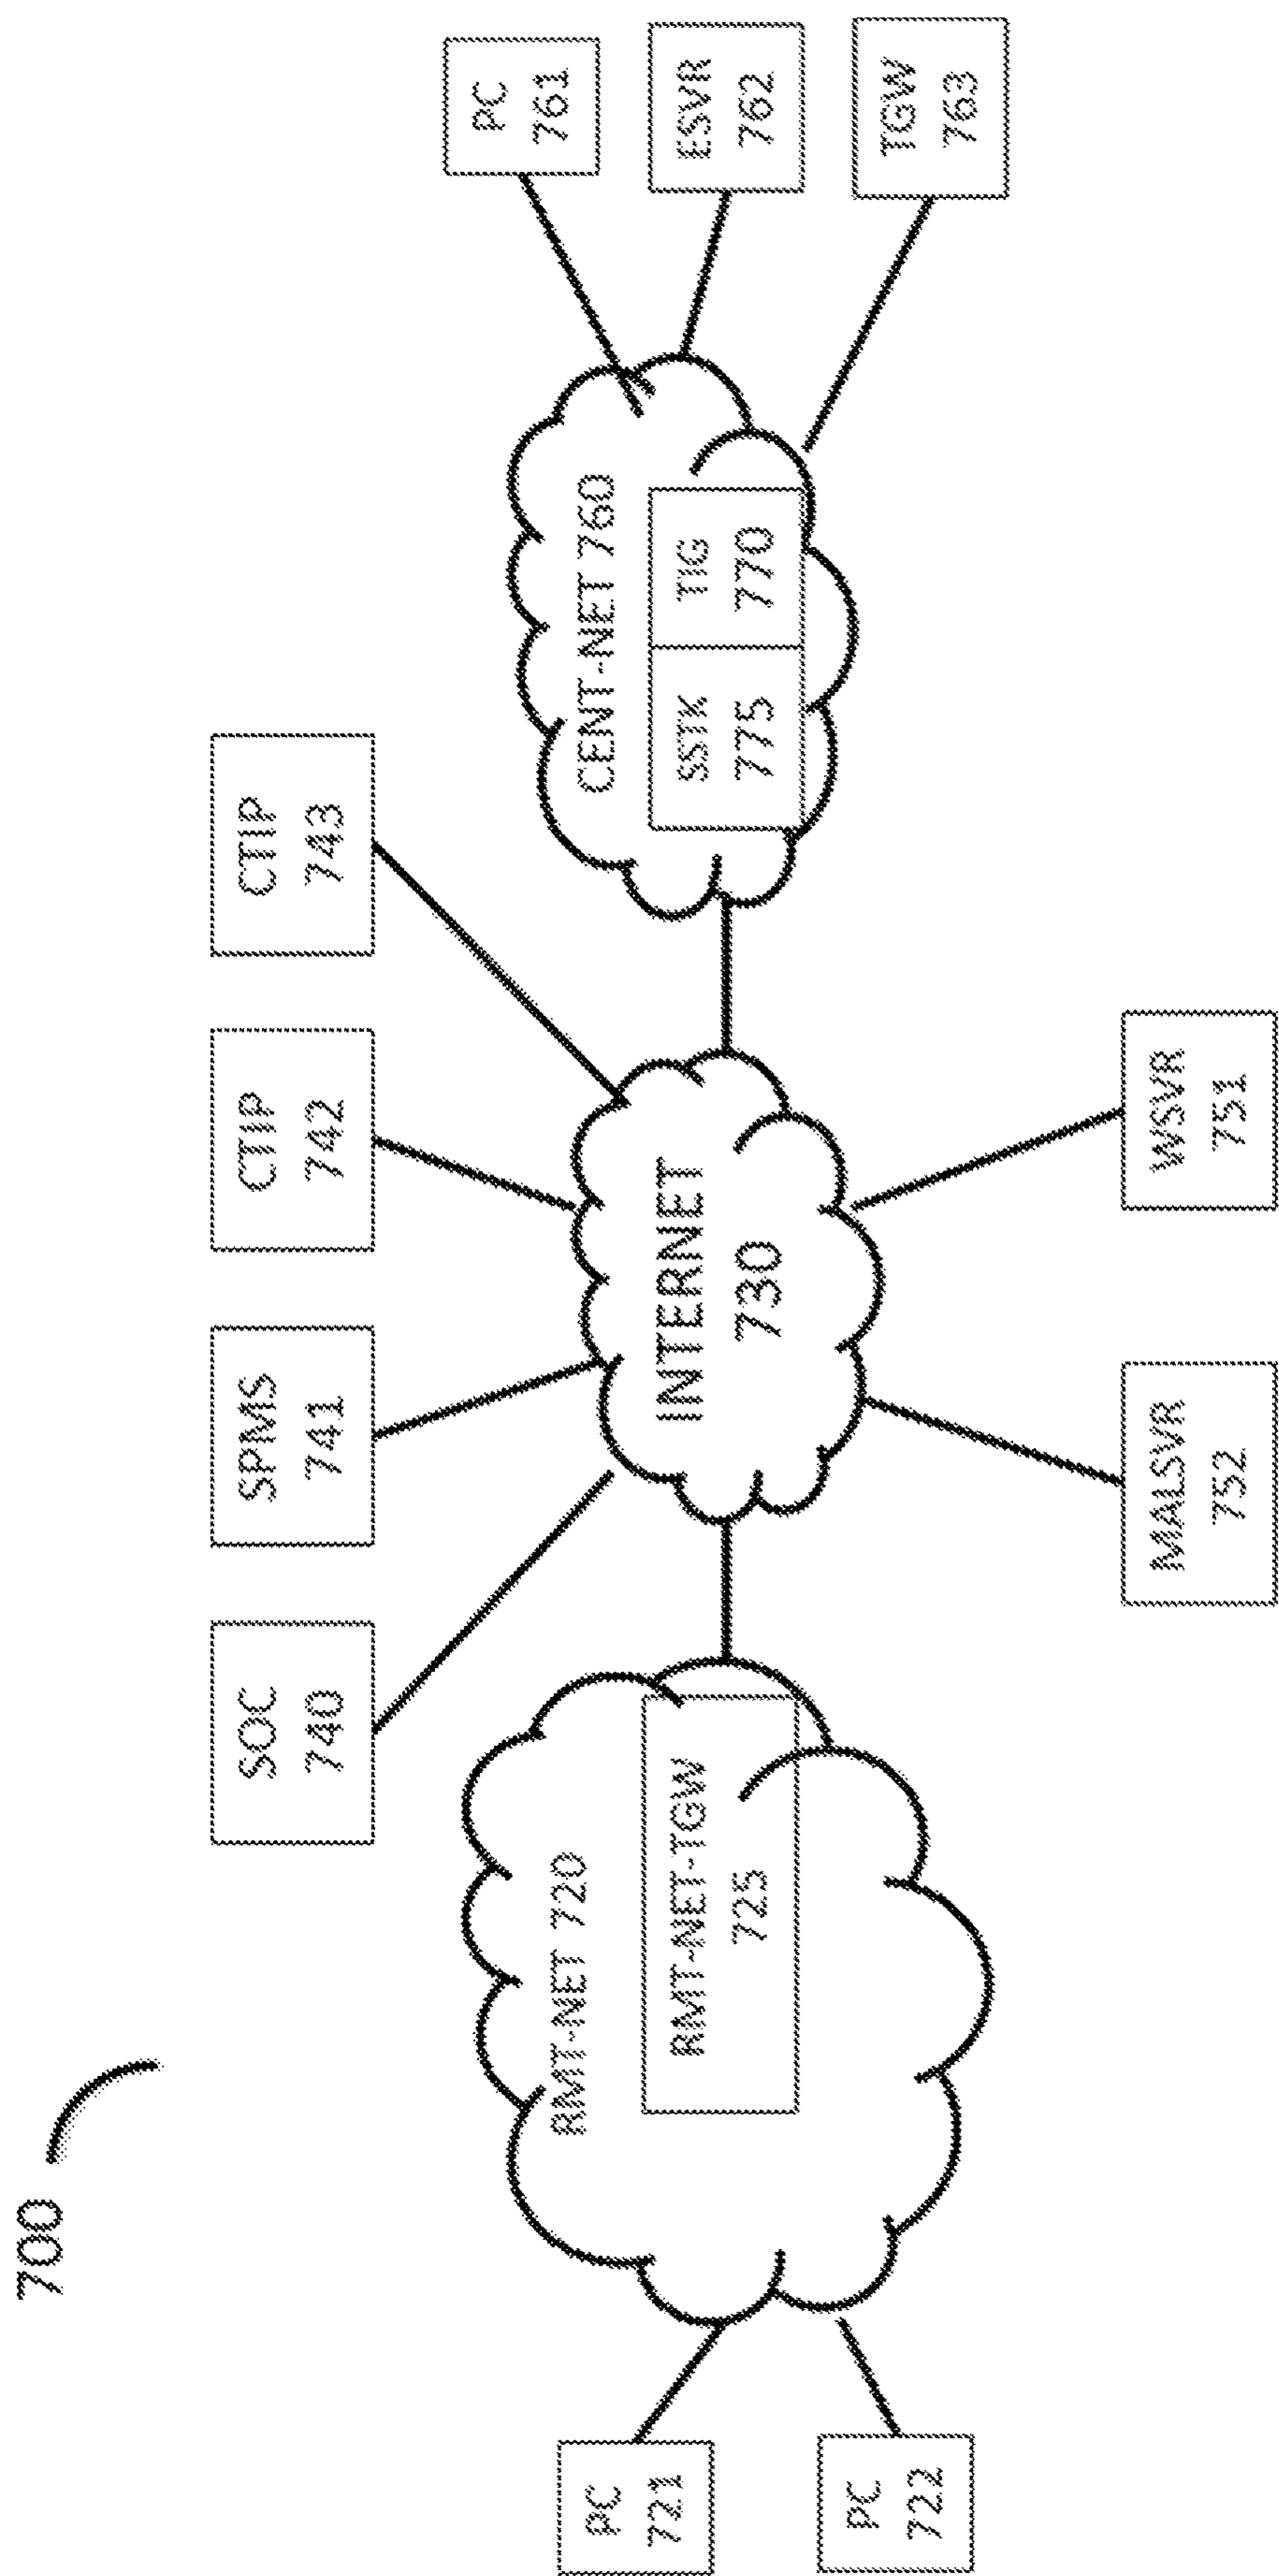 700
SOC
740
SPMS
741
CTIP
742
CTIP
743
PC
721
PC
722
RMT-NET 720
RMT-NET-TGW
725
INTERNET
730
CENT-NET 760
SSTK
775
TIG
770
PC
761
ESVR
762
TGW
763
MALSVR
752
WSVR
751